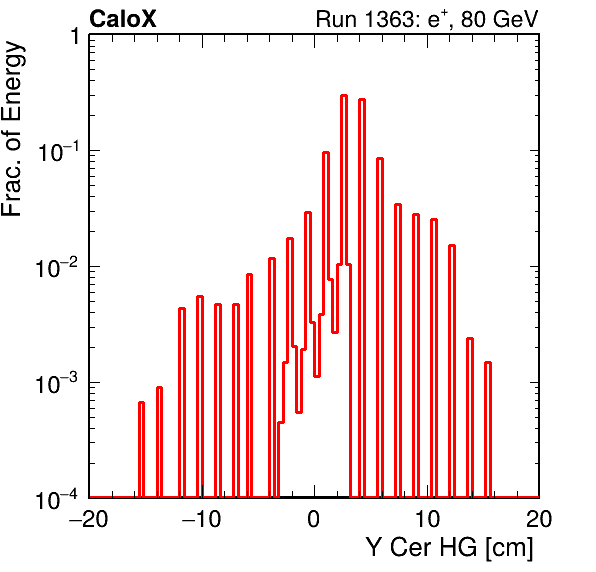 CaloX Run 1363: e⁺, 80 GeV
Frac. of Energy
1
10⁻¹
10⁻²
10⁻³
10⁻⁴
−20 −10 0 10 20
Y Cer HG [cm]